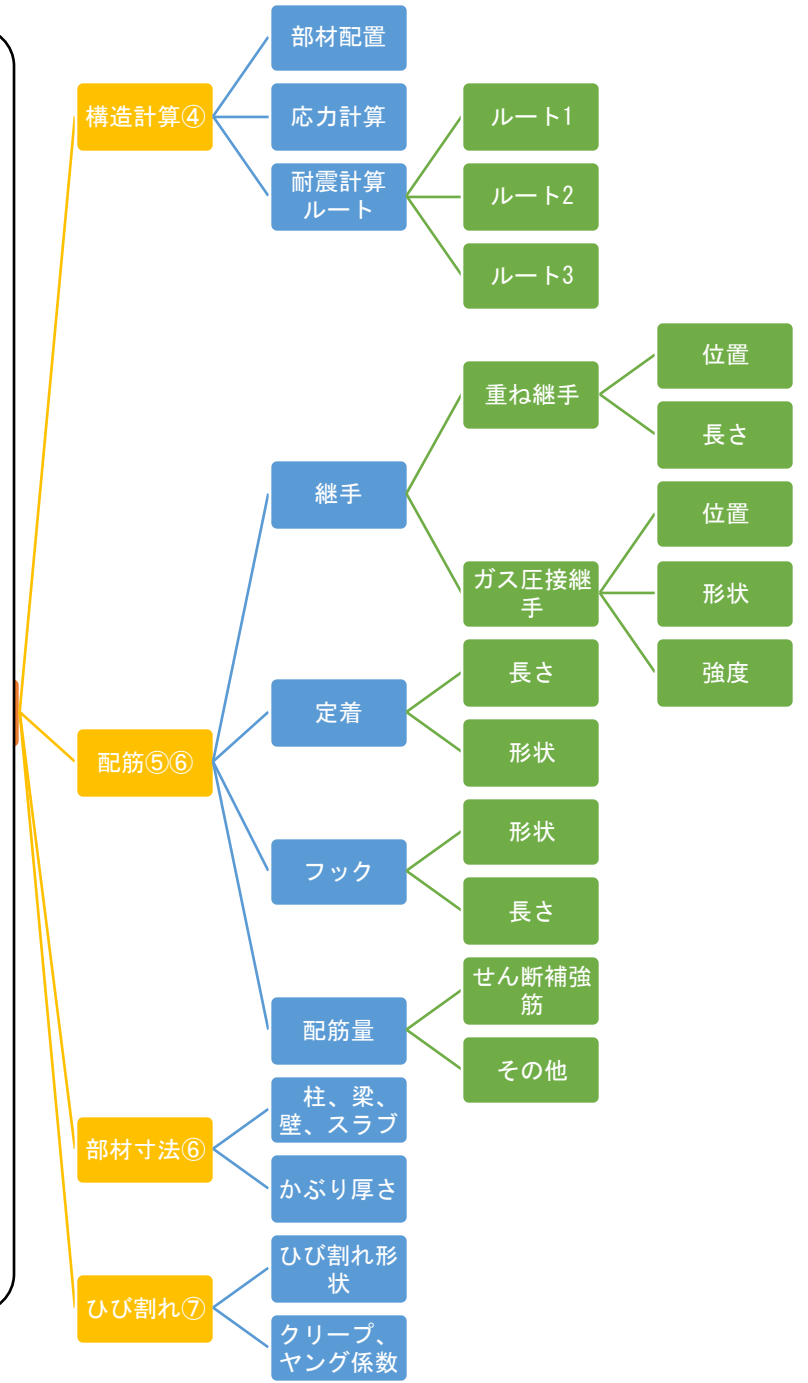 構造計算④
部材配置
応力計算
耐震計算
ルート
ルート1
ルート2
ルート3
配筋⑤⑥
継手
重ね継手
位置
長さ
ガス圧接継
手
位置
形状
強度
定着
長さ
形状
フック
形状
長さ
配筋量
せん断補強
筋
その他
部材寸法⑥
柱、梁、
壁、スラブ
かぶり厚さ
ひび割れ⑦
ひび割れ形
状
クリープ、
ヤング係数